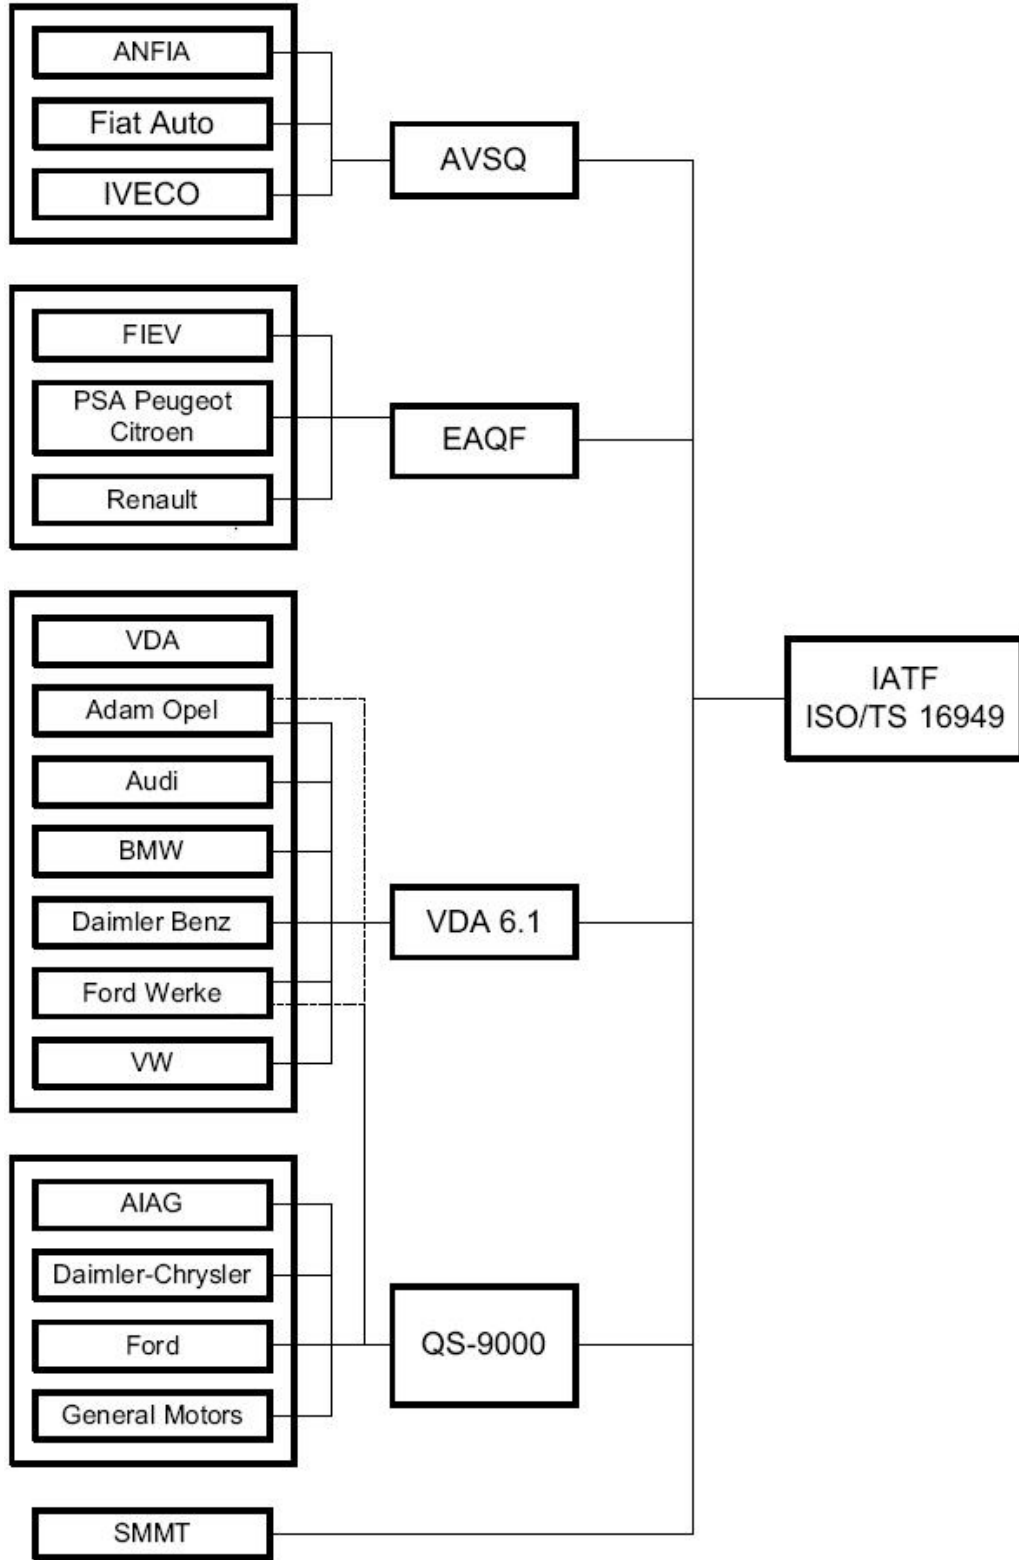 ANFIA
Fiat Auto
IVECO
AVSQ
FIEV
PSA Peugeot
Citroen
Renault
EAQF
VDA
Adam Opel
Audi
BMW
Daimler Benz
Ford Werke
VW
VDA 6.1
IATF
ISO/TS 16949
AIAG
Daimler-Chrysler
Ford
General Motors
QS-9000
SMMT